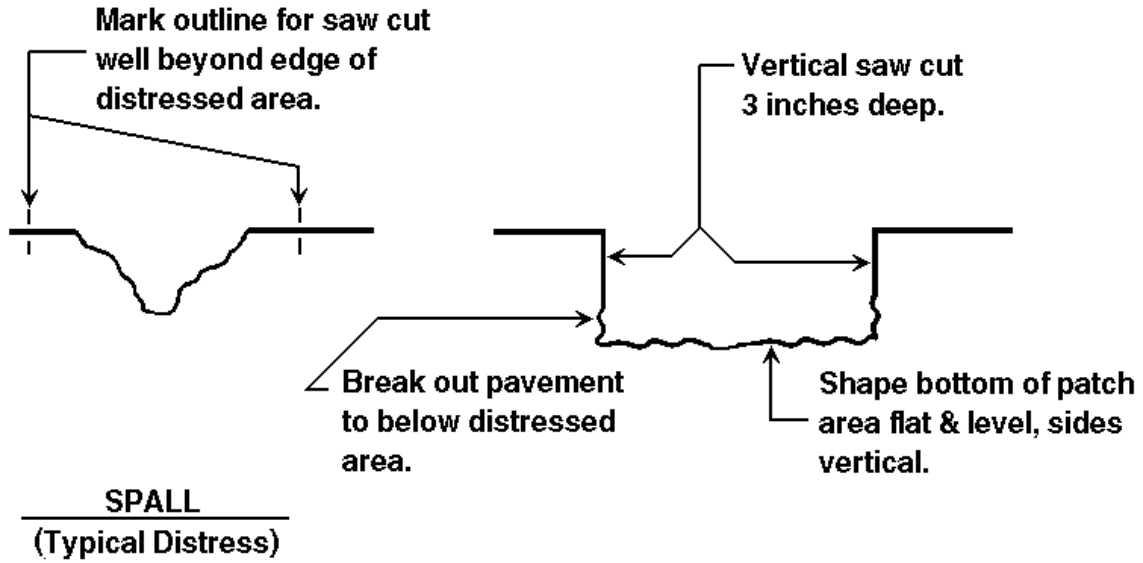 Mark outline for saw cut
well beyond edge of
distressed area.
Vertical saw cut
3 inches deep.
Break out pavement
to below distressed
area.
Shape bottom of patch
area flat & level, sides
vertical.
SPALL
(Typical Distress)